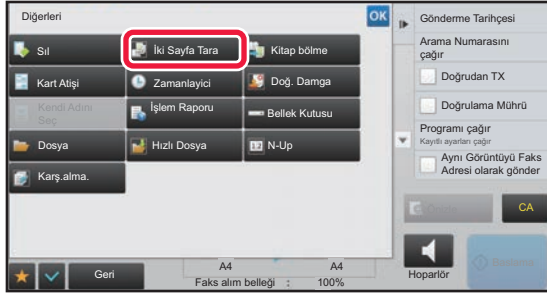 Diğerleri
OK
Sıl
İki Sayfa Tara
Kitap bölme
Kart Atişi
Zamanlayici
Doğ. Damga
Kendi Adını
Seç
İşlem Raporu
Bellek Kutusu
Dosya
Hızlı Dosya
N-Up
Karş.alma.
Geri
A4
A4
Faks alım belleği : 100%
Gönderme Tarihçesi
Arama Numarasını
çağır
Doğrudan TX
Doğrulama Mührü
Programı çağır
Kayıtlı ayarları çağır
Aynı Görüntüyü Faks
Adresi olarak gönder
CA
Hoparlör